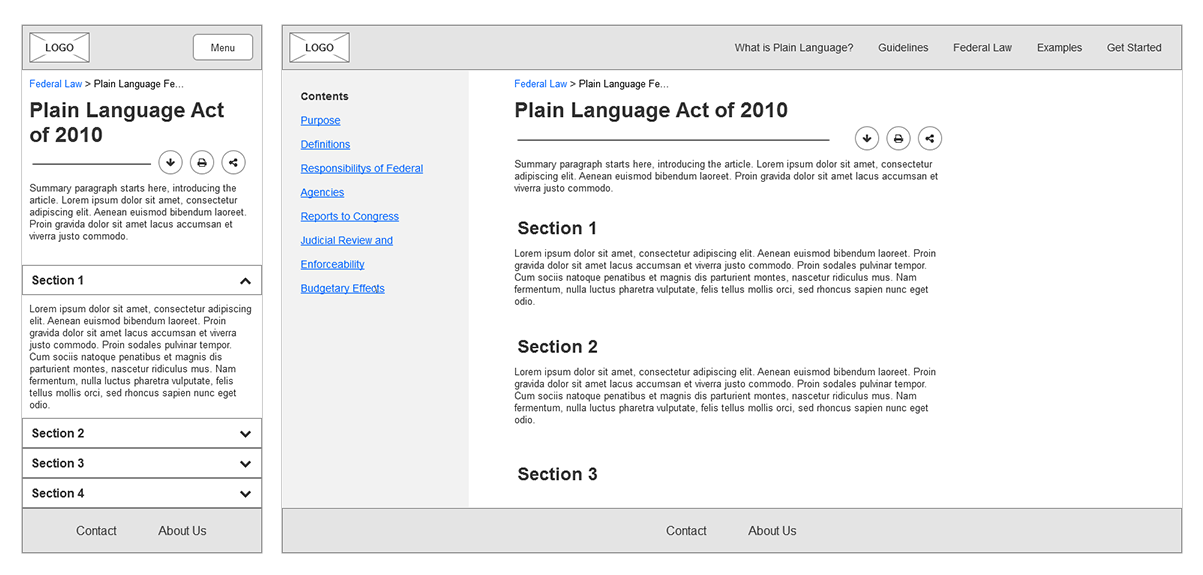 LOGO
Menu
Federal Law > Plain Language Fe...
Plain Language Act
of 2010
Summary paragraph starts here, introducing the
article. Lorem ipsum dolor sit amet, consectetur
adipiscing elit. Aenean euismod bibendum laoreet.
Proin gravida dolor sit amet lacus accumsan et
viverra justo commodo.
Section 1
Lorem ipsum dolor sit amet, consectetur adipiscing
elit. Aenean euismod bibendum laoreet. Proin
gravida dolor sit amet lacus accumsan et viverra
justo commodo. Proin sodales pulvinar tempor.
Cum sociis natoque penatibus et magnis dis
parturient montes, nascetur ridiculus mus. Nam
fermentum, nulla luctus pharetra vulputate, felis
tellus mollis orci, sed rhoncus sapien nunc eget
odio.
Section 2
Section 3
Section 4
Contact About Us
LOGO
What is Plain Language? Guidelines Federal Law Examples Get Started
Contents
Purpose
Definitions
Responsibilitys of Federal
Agencies
Reports to Congress
Judicial Review and
Enforceability
Budgetary Effects
Federal Law > Plain Language Fe...
Plain Language Act of 2010
Summary paragraph starts here, introducing the article. Lorem ipsum dolor sit amet, consectetur
adipiscing elit. Aenean euismod bibendum laoreet. Proin gravida dolor sit amet lacus accumsan et
viverra justo commodo.
Section 1
Lorem ipsum dolor sit amet, consectetur adipiscing elit. Aenean euismod bibendum laoreet. Proin
gravida dolor sit amet lacus accumsan et viverra justo commodo. Proin sodales pulvinar tempor.
Cum sociis natoque penatibus et magnis dis parturient montes, nascetur ridiculus mus. Nam
fermentum, nulla luctus pharetra vulputate, felis tellus mollis orci, sed rhoncus sapien nunc eget
odio.
Section 2
Lorem ipsum dolor sit amet, consectetur adipiscing elit. Aenean euismod bibendum laoreet. Proin
gravida dolor sit amet lacus accumsan et viverra justo commodo. Proin sodales pulvinar tempor.
Cum sociis natoque penatibus et magnis dis parturient montes, nascetur ridiculus mus. Nam
fermentum, nulla luctus pharetra vulputate, felis tellus mollis orci, sed rhoncus sapien nunc eget
odio.
Section 3
Contact About Us